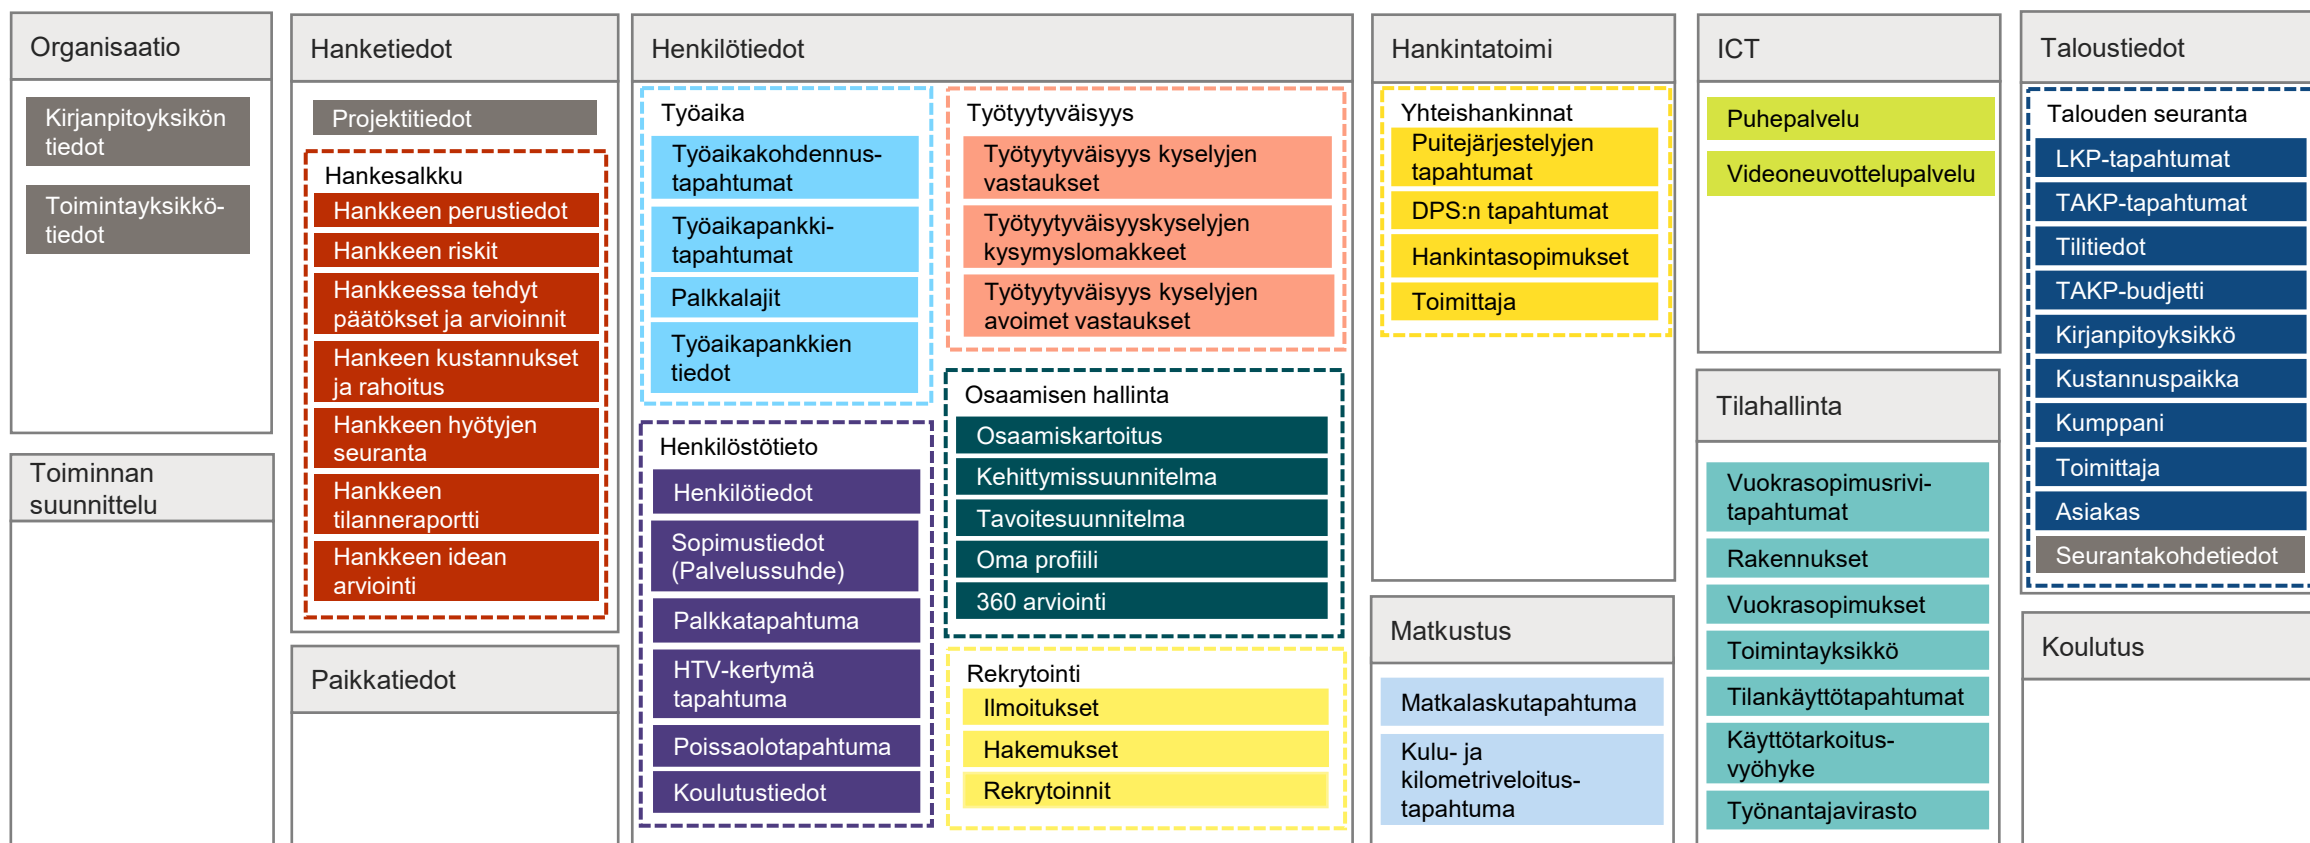 Organisaatio
Kirjanpitoyksikön
tiedot
Toimintayksikkö-
tiedot
Toiminnan
suunnittelu
Hanketiedot
Projektitiedot
Hankesalkku
Hankkeen perustiedot
Hankkeen riskit
Hankkeessa tehdyt
päätökset ja arvioinnit
Hankeen kustannukset
ja rahoitus
Hankkeen hyötyjen
seuranta
Hankkeen
tilanneraportti
Hankkeen idean
arviointi
Paikkatiedot
Henkilötiedot
Työaika
Työaikakohdennus-
tapahtumat
Työaikapankki-
tapahtumat
Palkkalajit
Työaikapankkien
tiedot
Henkilöstötieto
Henkilötiedot
Sopimustiedot
(Palvelussuhde)
Palkkatapahtuma
HTV-kertymä
tapahtuma
Poissaolotapahtuma
Koulutustiedot
Työtyytyväisyys
Työtyytyväisyys kyselyjen
vastaukset
Työtyytyväisyyskyselyjen
kysymyslomakkeet
Työtyytyväisyys kyselyjen
avoimet vastaukset
Osaamisen hallinta
Osaamiskartoitus
Kehittymissuunnitelma
Tavoitesuunnitelma
Oma profiili
360 arviointi
Rekrytointi
Ilmoitukset
Hakemukset
Rekrytoinnit
Hankintatoimi
Yhteishankinnat
Puitejärjestelyjen
tapahtumat
DPS:n tapahtumat
Hankintasopimukset
Toimittaja
Matkustus
Matkalaskutapahtuma
Kulu- ja
kilometriveloitus-
tapahtuma
ICT
Puhepalvelu
Videoneuvottelupalvelu
Tilahallinta
Vuokrasopimusrivi-
tapahtumat
Rakennukset
Vuokrasopimukset
Toimintayksikkö
Tilankäyttötapahtumat
Käyttötarkoitus-
vyöhyke
Työnantajavirasto
Taloustiedot
Talouden seuranta
LKP-tapahtumat
TAKP-tapahtumat
Tilitiedot
TAKP-budjetti
Kirjanpitoyksikkö
Kustannuspaikka
Kumppani
Toimittaja
Asiakas
Seurantakohdetiedot
Koulutus